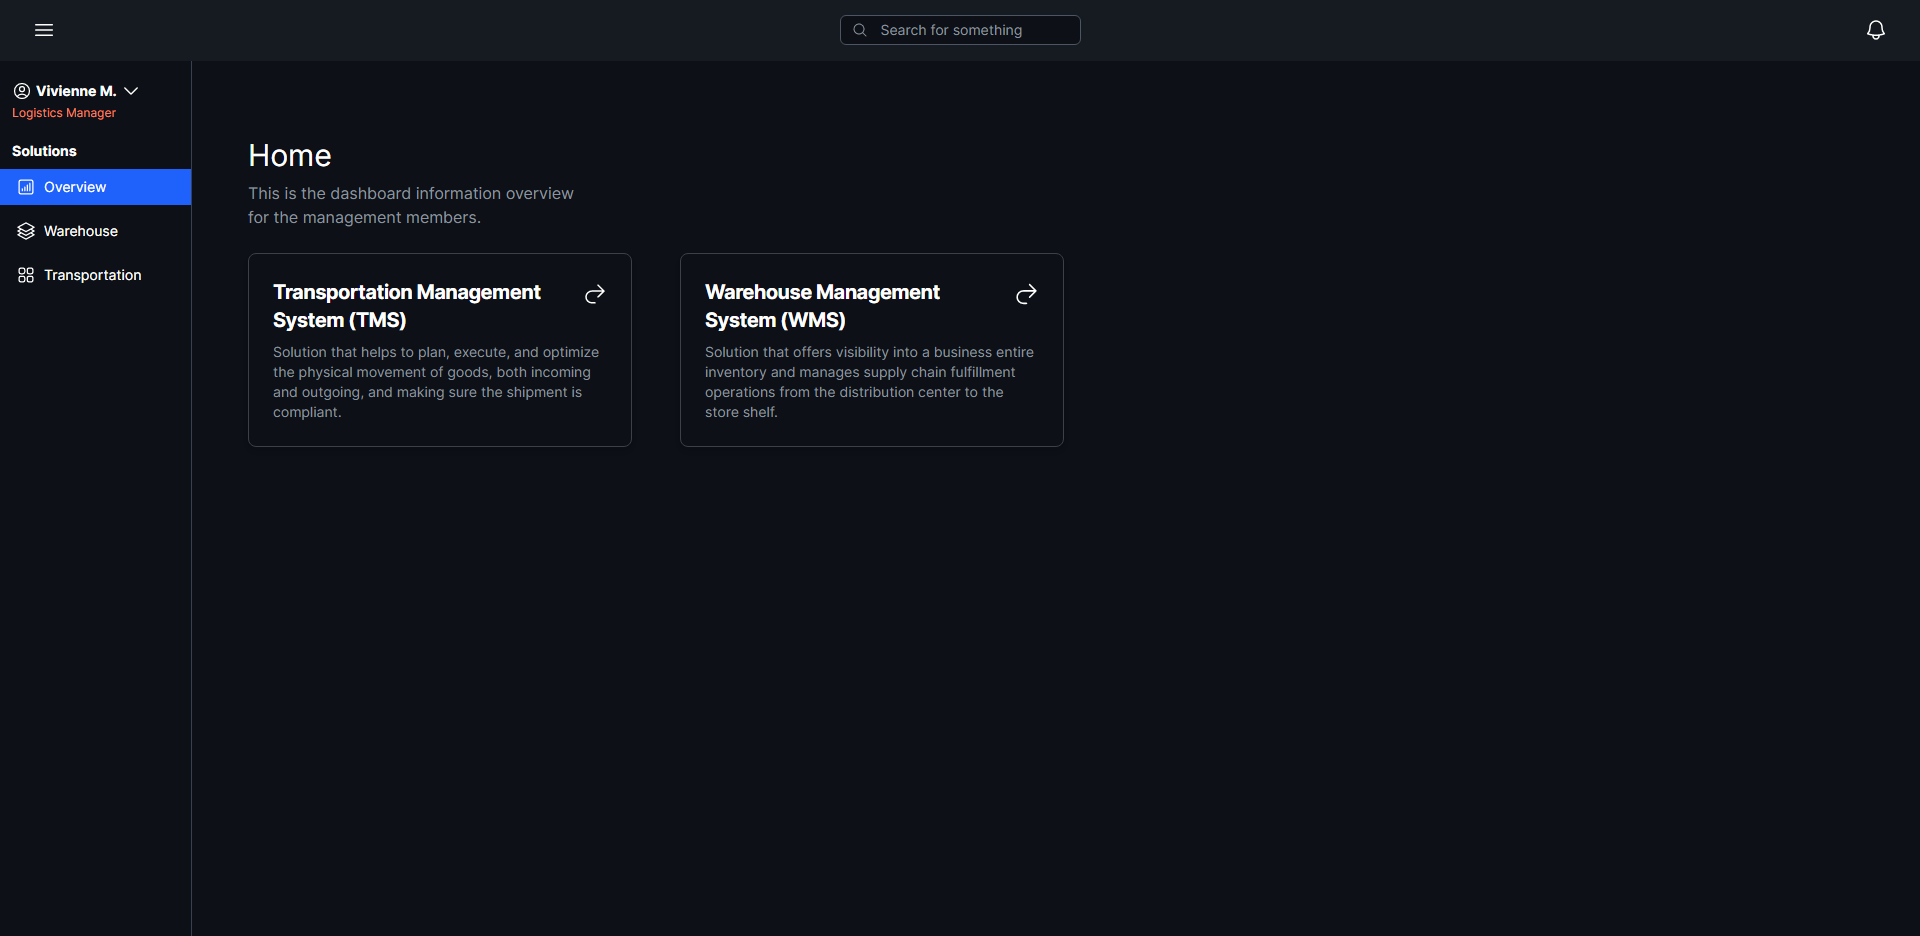 Search for something
Vivienne M.
Logistics Manager
Solutions
Overview
Warehouse
Transportation
Home
This is the dashboard information overview
for the management members.
Transportation Management
System (TMS)
Solution that helps to plan, execute, and optimize
the physical movement of goods, both incoming
and outgoing, and making sure the shipment is
compliant.
Warehouse Management
System (WMS)
Solution that offers visibility into a business entire
inventory and manages supply chain fulfillment
operations from the distribution center to the
store shelf.